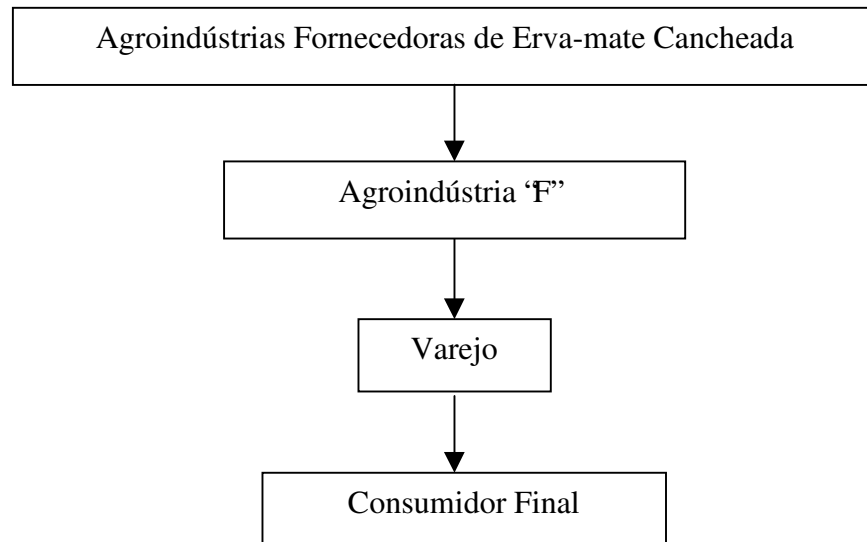 Agroindústrias Fornecedoras de Erva-mate Cancheada
Agroindústria “F”
Varejo
Consumidor Final